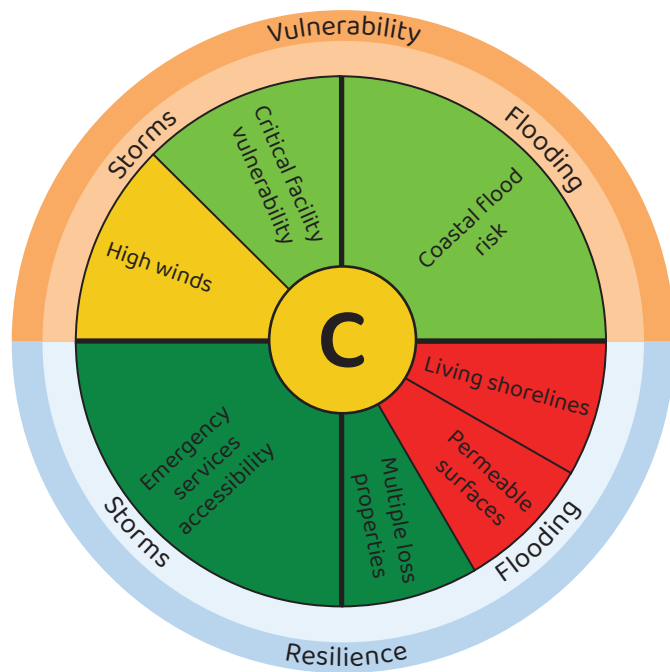 Vulnerability
Storms
Flooding
Critical facility
vulnerability
Coastal flood
risk
High winds
C
Living shorelines
Permeable
surfaces
Multiple loss
properties
Emergency
services
accessibility
Storms
Flooding
Resilience